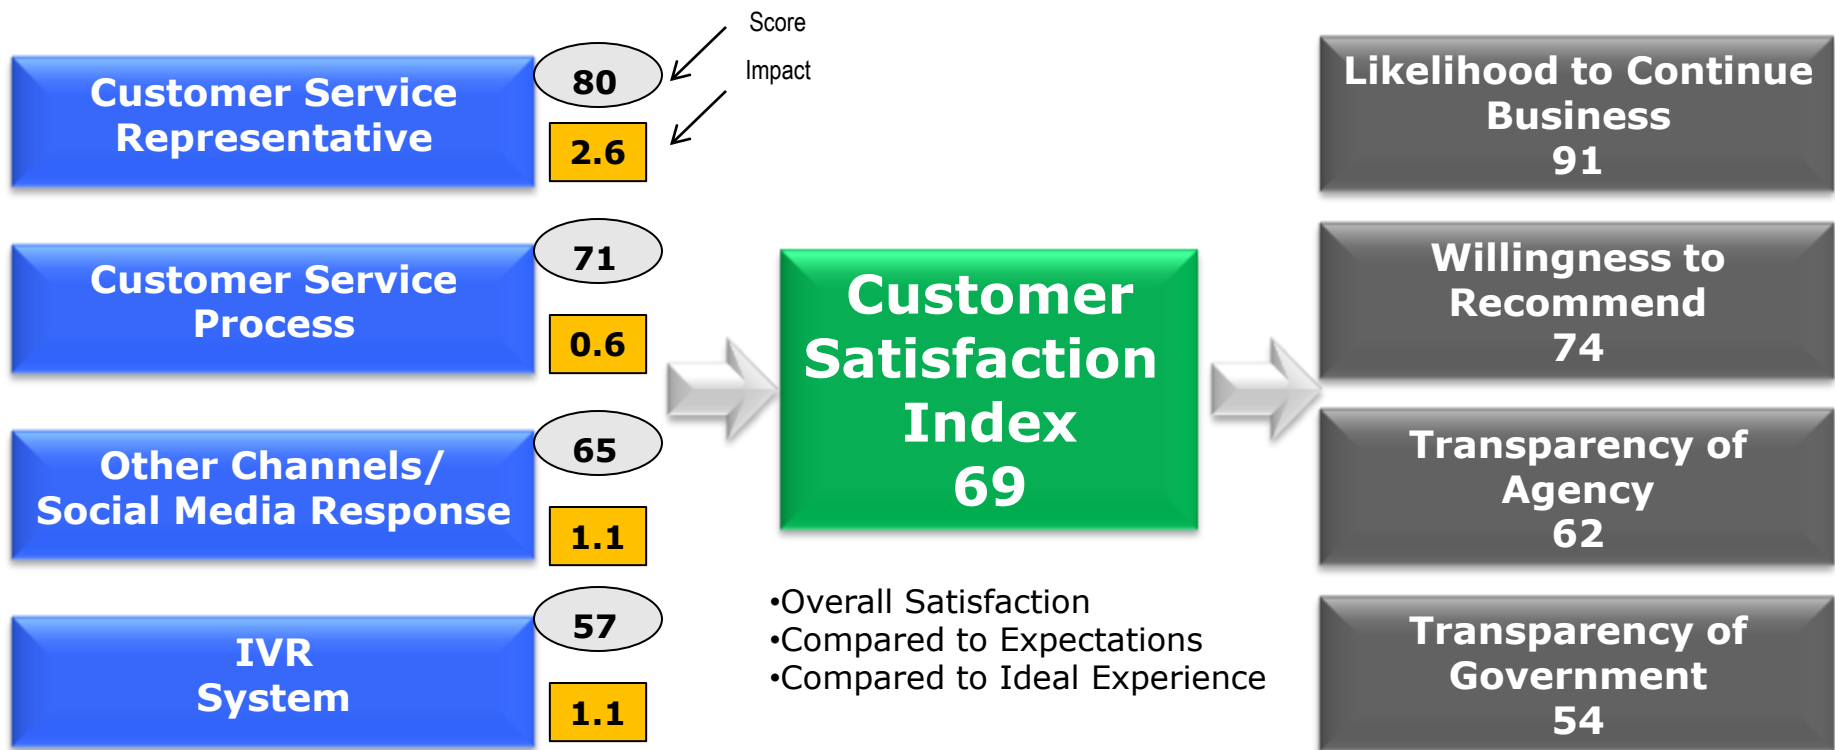 Score
Impact
Customer Service
Representative
80
2.6
Customer Service
Process
71
0.6
Other Channels/
Social Media Response
65
1.1
IVR
System
57
1.1
Customer
Satisfaction
Index
69
•Overall Satisfaction
•Compared to Expectations
•Compared to Ideal Experience
Likelihood to Continue
Business
91
Willingness to
Recommend
74
Transparency of
Agency
62
Transparency of
Government
54